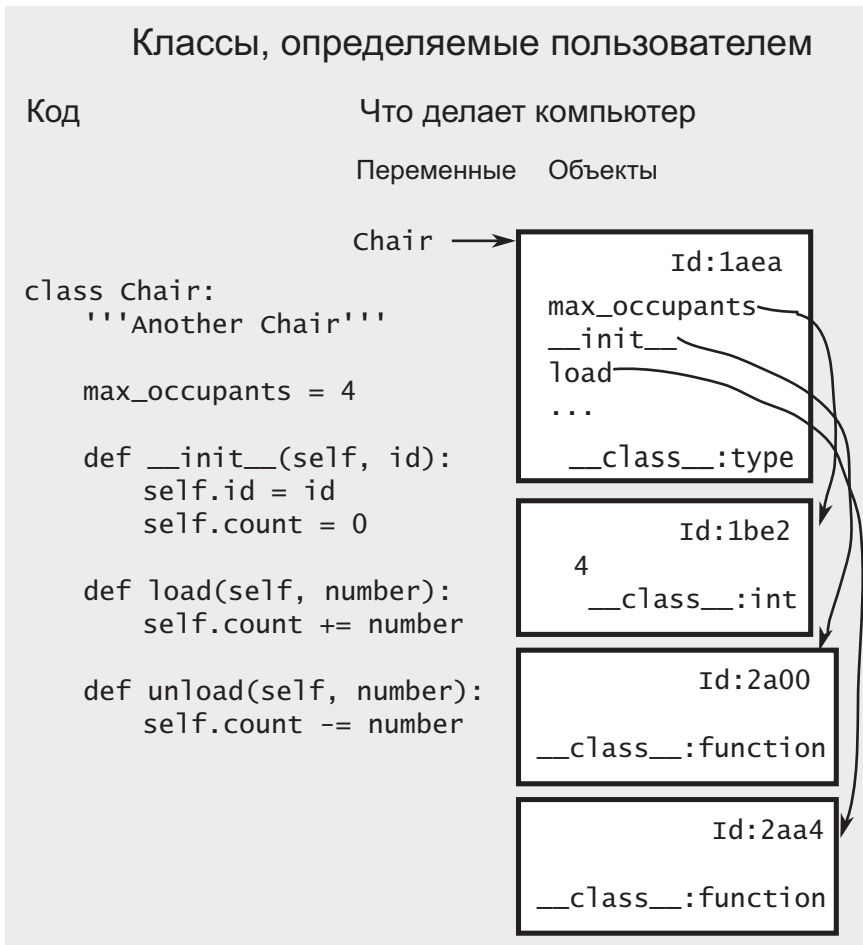 Классы, определяемые пользователем
Код
Что делает компьютер
Переменные
Объекты
class Chair:
'''Another Chair'''
max_occupants = 4
def __init__(self, id):
self.id = id
self.count = 0
def load(self, number):
self.count += number
def unload(self, number):
self.count -= number
Chair
Id:1aea
max_occupants
__init__
load
...
__class__:type
Id:1be2
4
__class__:int
Id:2a00
__class__:function
Id:2aa4
__class__:function